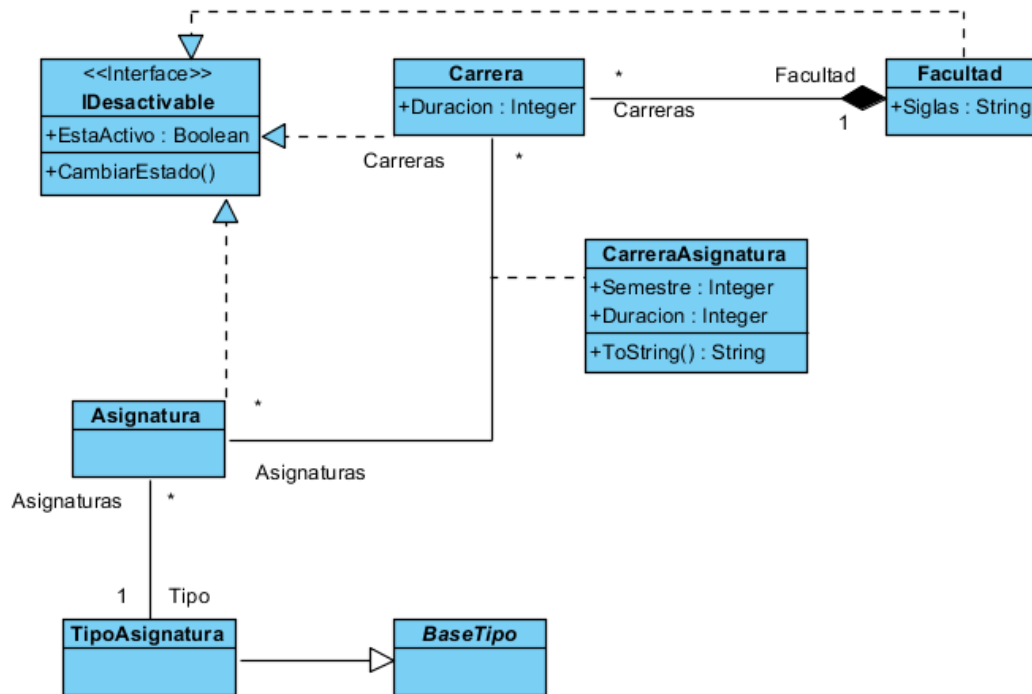 <<Interface>>
IDesactivable
+EstaActivo : Boolean
+CambiarEstado()
Carrera
+Duracion : Integer
*
Carreras
Facultad
1
Facultad
+Siglas : String
Carreras
*
CarreraAsignatura
+Semestre : Integer
+Duracion : Integer
+ToString() : String
Asignatura
*
Asignaturas
Asignaturas
*
1
Tipo
TipoAsignatura
BaseTipo